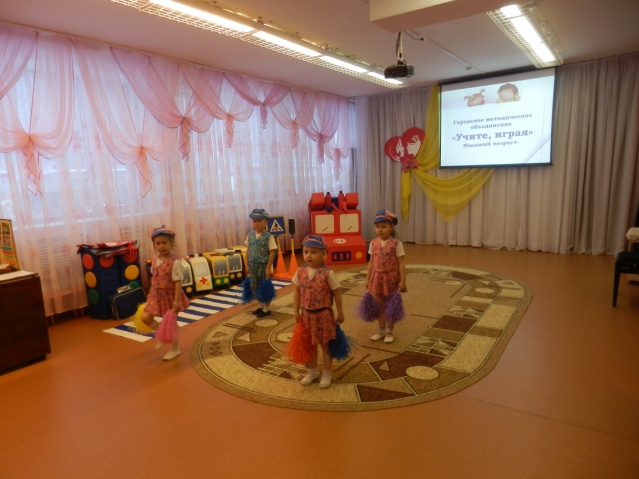 Городское методическое
объединение
«Учите, играя»
Младший возраст.